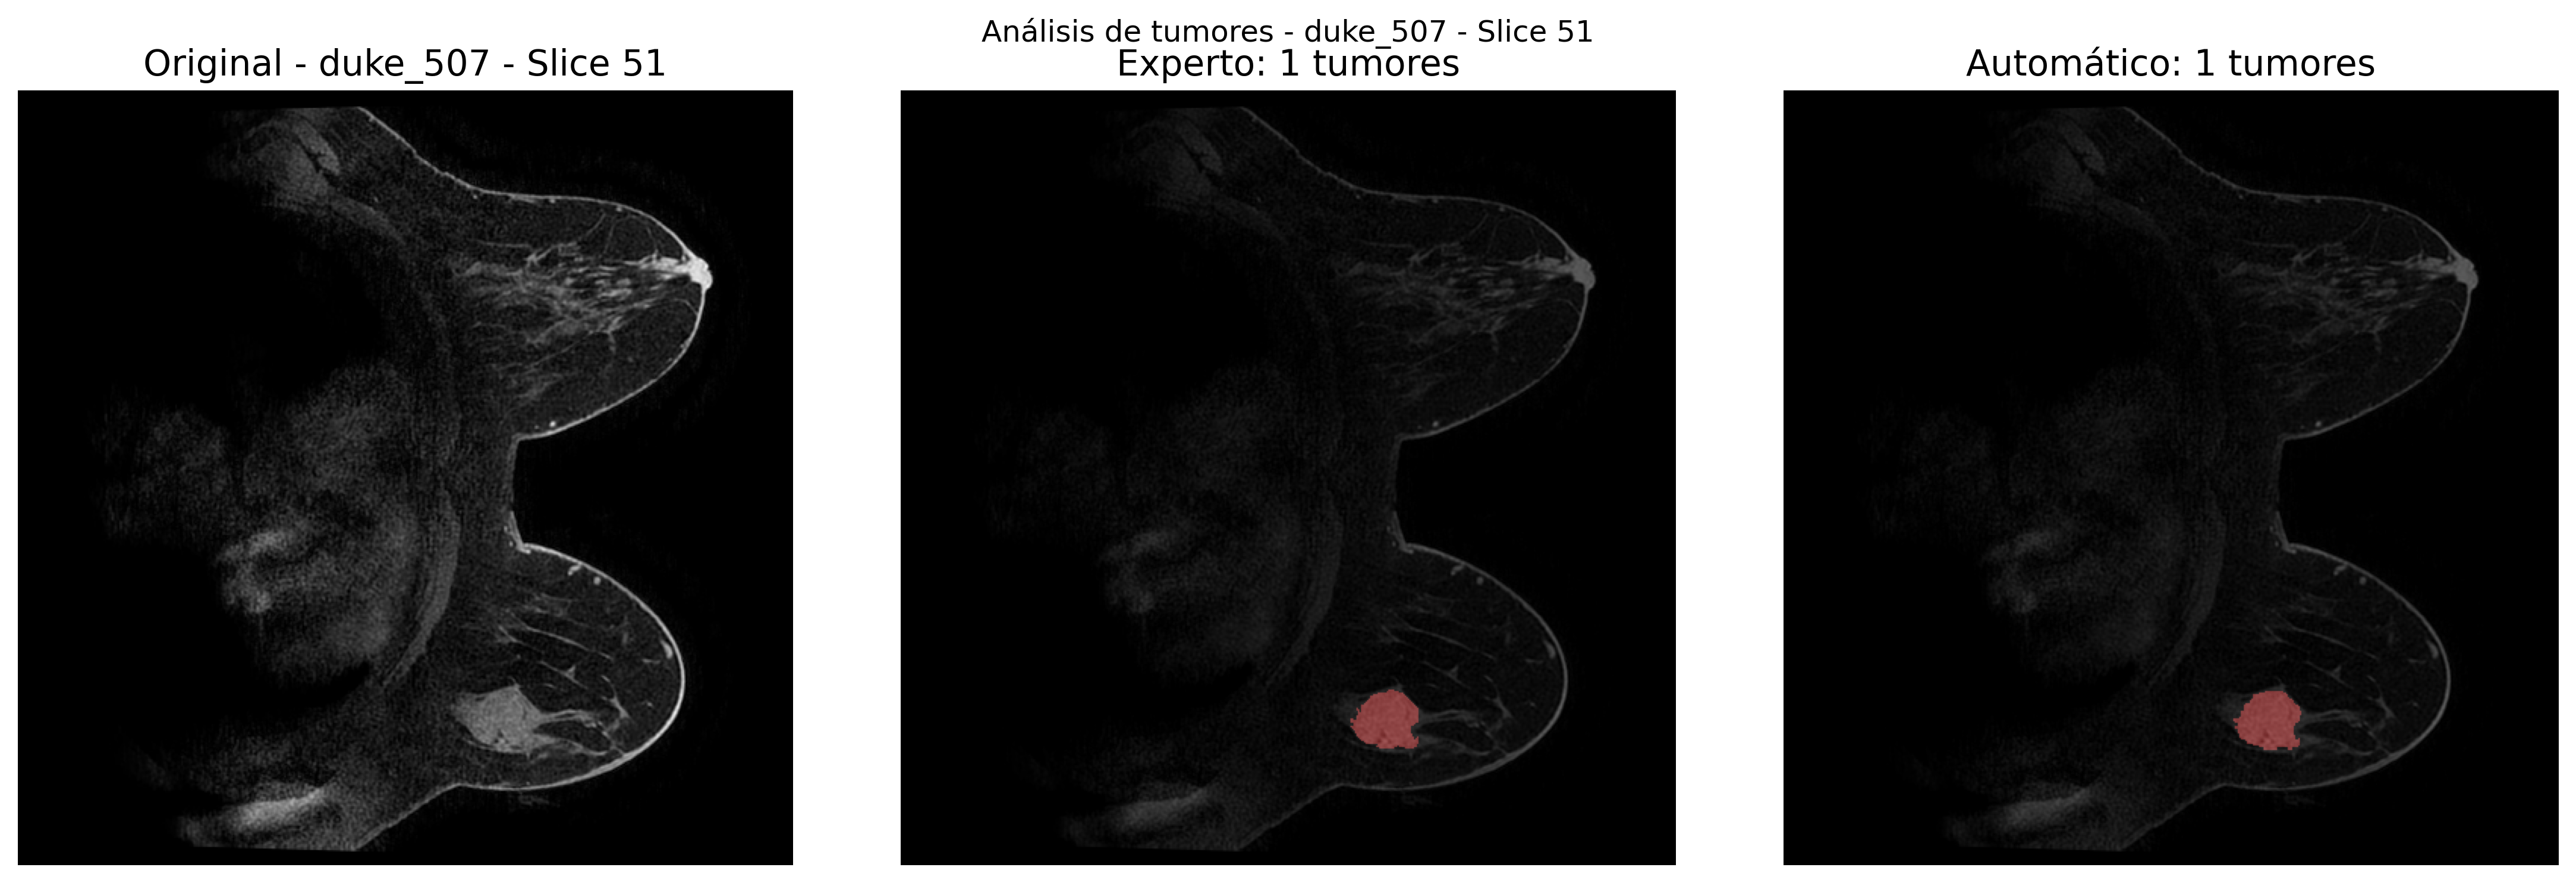 Análisis de tumores - duke_507 - Slice 51
Original - duke_507 - Slice 51
Experto: 1 tumores
Automático: 1 tumores